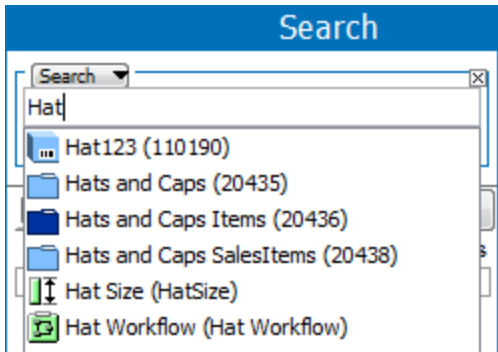 Search
Search
Hat
Hat123 (110190)
Hats and Caps (20435)
Hats and Caps Items (20436)
Hats and Caps SalesItems (20438)
Hat Size (HatSize)
Hat Workflow (Hat Workflow)